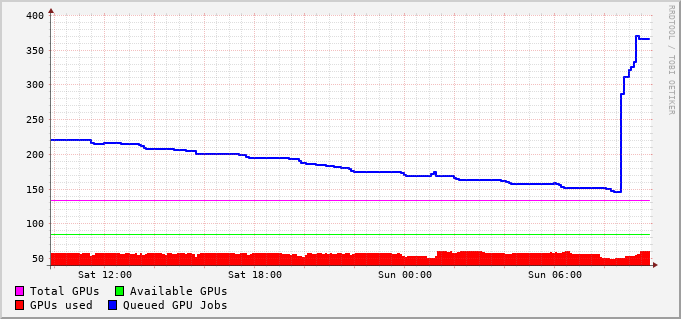 400
350
300
250
200
150
100
50
Sat 12:00 Sat 18:00 Sun 00:00 Sun 06:00
Total GPUs Available GPUs
GPUs used Queued GPU Jobs
RRDTOOL / TOBI OETIKER